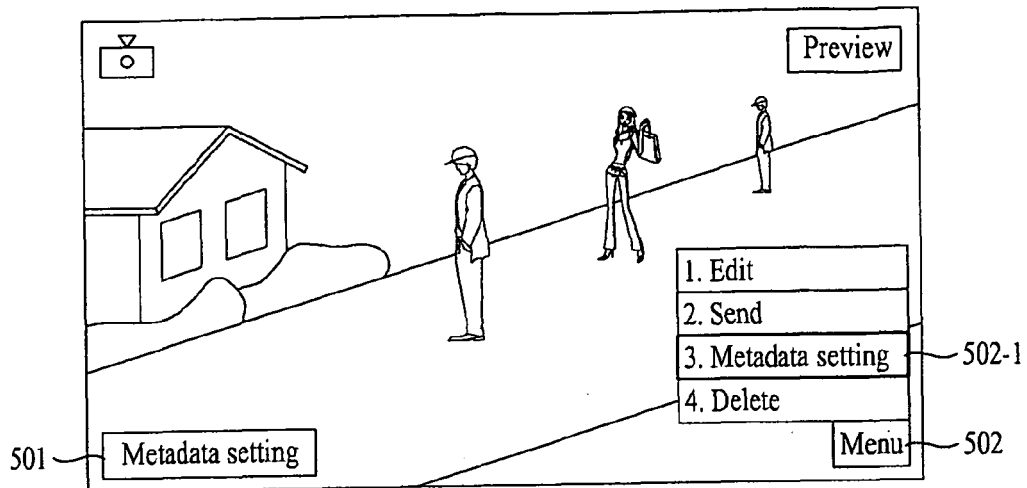 Preview
1. Edit
2. Send
3. Metadata setting
502-1
4. Delete
501
Metadata setting
Menu
502